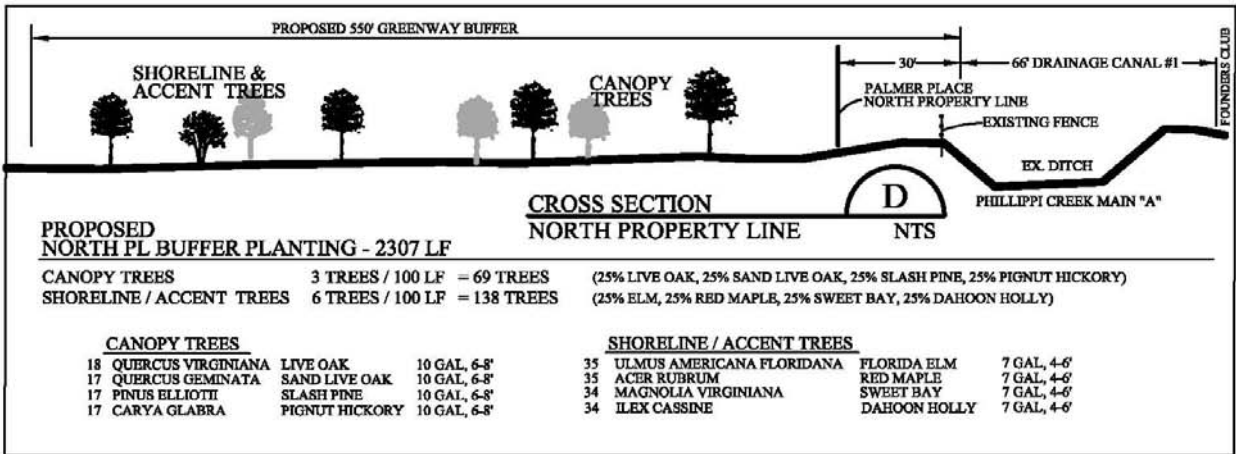 PROPOSED 550' GREENWAY BUFFER
30'
66' DRAINAGE CANAL #1
FOUNDERS CLUB
SHORELINE &
ACCENT TREES
CANOPY
TREES
PALMER PLACE
NORTH PROPERTY LINE
EXISTING FENCE
EX. DITCH
PHILLIPPI CREEK MAIN "A"
CROSS SECTION
D
NORTH PROPERTY LINE
NTS
PROPOSED
NORTH PL BUFFER PLANTING - 2307 LF
CANOPY TREES 3 TREES / 100 LF = 69 TREES (25% LIVE OAK, 25% SAND LIVE OAK, 25% SLASH PINE, 25% PIGNUT HICKORY)
SHORELINE / ACCENT TREES 6 TREES / 100 LF = 138 TREES (25% ELM, 25% RED MAPLE, 25% SWEET BAY, 25% DAHOON HOLLY)
CANOPY TREES
18 QUERCUS VIRGINIANA LIVE OAK 10 GAL, 6-8'
17 QUERCUS GEMINATA SAND LIVE OAK 10 GAL, 6-8'
17 PINUS ELLIOTII SLASH PINE 10 GAL, 6-8'
17 CARYA GLABRA PIGNUT HICKORY 10 GAL, 6-8'
SHORELINE / ACCENT TREES
35 ULMUS AMERICANA FLORIDANA FLORIDA ELM 7 GAL, 4-6'
35 ACER RUBRUM RED MAPLE 7 GAL, 4-6'
34 MAGNOLIA VIRGINIANA SWEET BAY 7 GAL, 4-6'
34 ILEX CASSINE DAHOON HOLLY 7 GAL, 4-6'